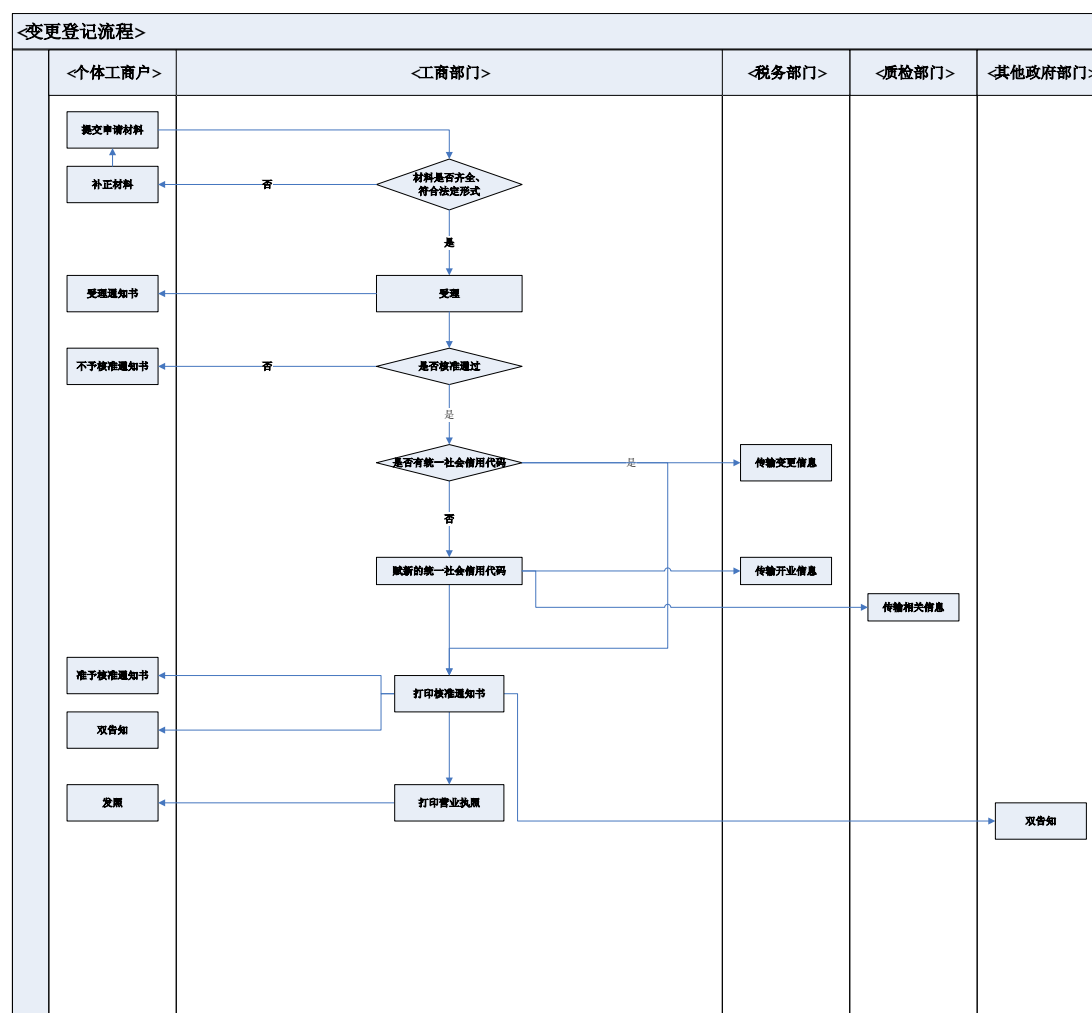 <变更登记流程>
<个体工商户>
<工商部门>
<税务部门>
<质检部门>
<其他政府部门>
提交申请材料
材料是否齐全、
符合法定形式
补正材料
否
是
受理通知书
受理
不予核准通知书
否
是否核准通过
是
是否有统一社会信用代码
是
传输变更信息
否
赋新的统一社会信用代码
传输开业信息
传输相关信息
准予核准通知书
打印核准通知书
双告知
发照
打印营业执照
双告知